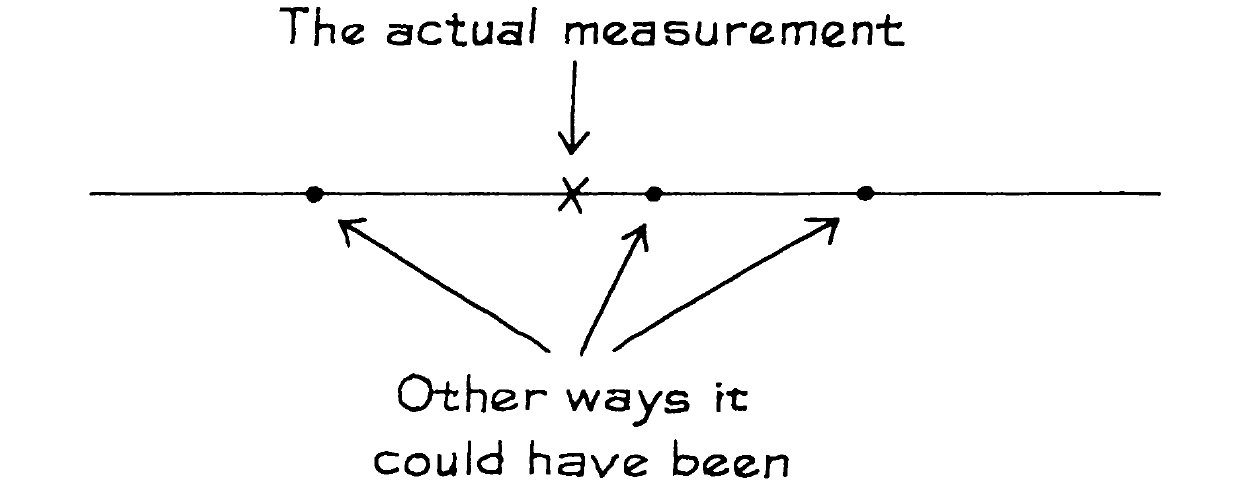 The actual measurement
Other ways it
could have been